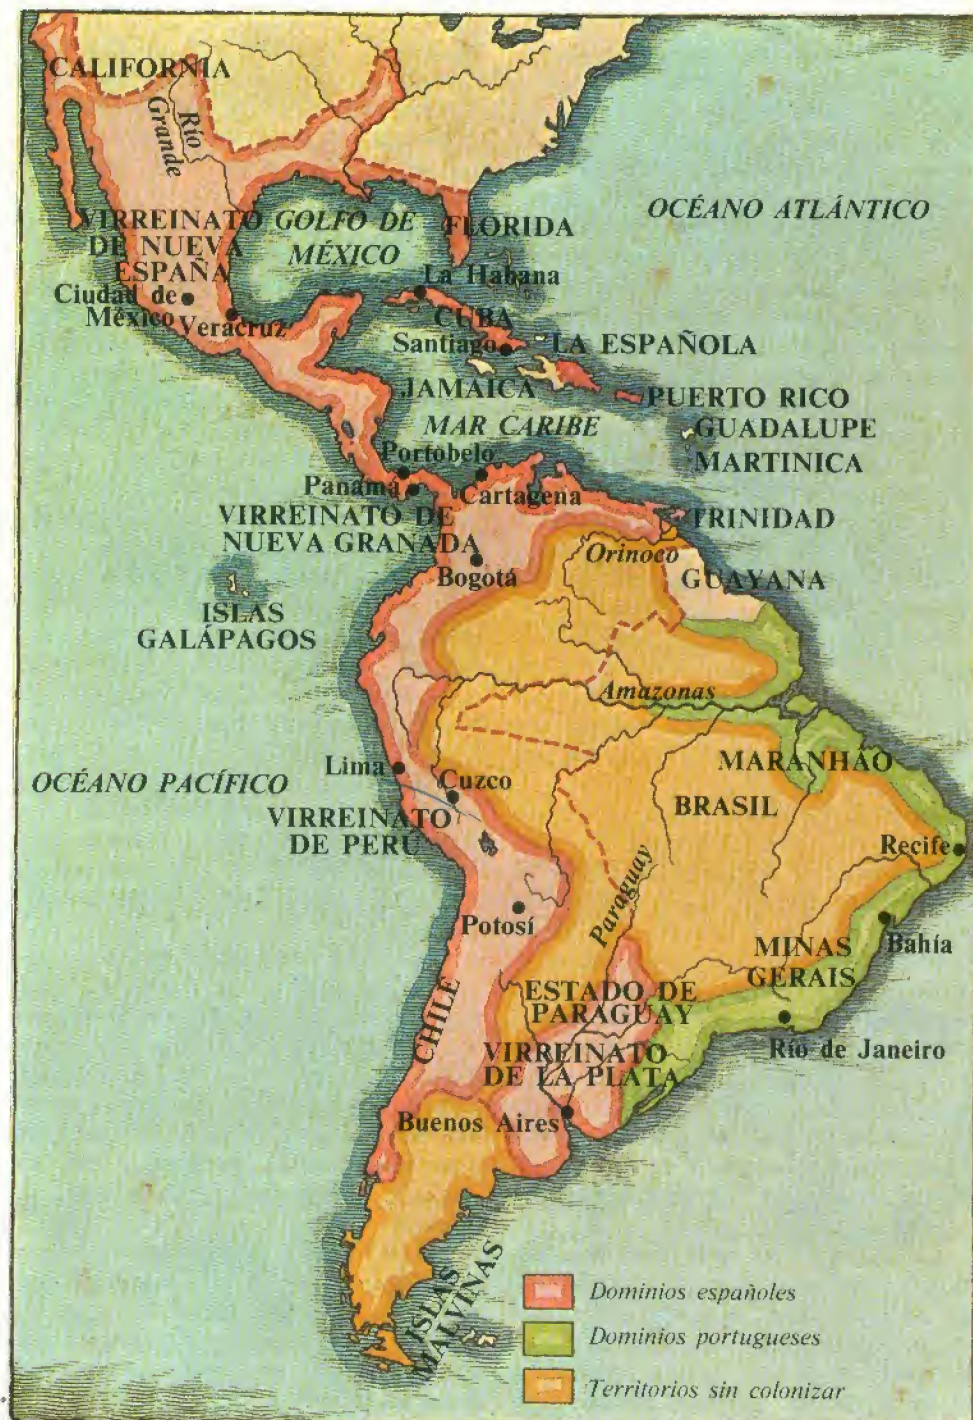 CALIFORNIA
Río
Grande
VIRREINATO
DE NUEVA
ESPAÑA
GOLFO DE
MÉXICO
FLORIDA
OCÉANO ATLÁNTICO
La Habana
Ciudad de
México
Veracruz
CUBA
Santiago
LA ESPAÑOLA
JAMAICA
PUERTO RICO
MAR CARIBE
GUADALUPE
MARTINICA
Portobelo
Panamá
Cartagena
VIRREINATO DE
NUEVA GRANADA
TRINIDAD
Orinoco
Bogotá
GUAYANA
ISLAS
GALÁPAGOS
Amazonas
MARANHÁO
Lima
Cuzco
OCÉANO PACÍFICO
BRASIL
VIRREINATO
DE PERÚ
Recife
Paraguay
Potosí
Bahía
MINAS
GERAIS
CHILE
ESTADO DE
PARAGUAY
VIRREINATO
DE LA PLATA
Río de Janeiro
Buenos Aires
ISLAS
MALVINAS
Dominios españoles
Dominios portugueses
Territorios sin colonizar